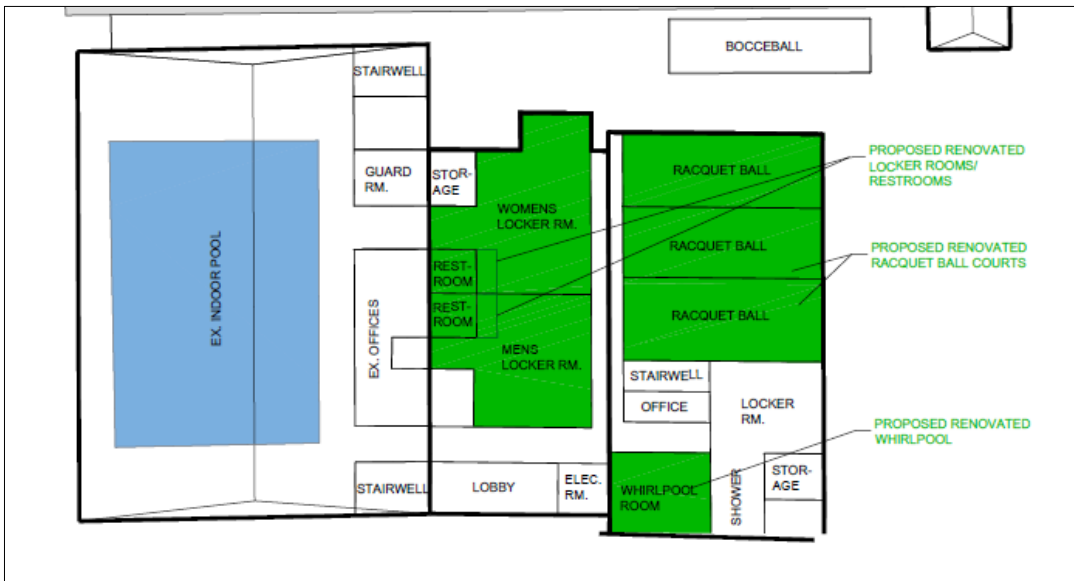 BOCCEBALL
STAIRWELL
GUARD
RM.
STOR-
AGE
WOMENS
LOCKER RM.
REST-
ROOM
REST-
ROOM
MENS
LOCKER RM.
EX. INDOOR POOL
EX. OFFICES
STAIRWELL
LOBBY
ELEC.
RM.
RACQUET BALL
RACQUET BALL
RACQUET BALL
STAIRWELL
OFFICE
LOCKER
RM.
WHIRLPOOL
ROOM
SHOWER
STOR-
AGE
PROPOSED RENOVATED
LOCKER ROOMS/
RESTROOMS
PROPOSED RENOVATED
RACQUET BALL COURTS
PROPOSED RENOVATED
WHIRLPOOL